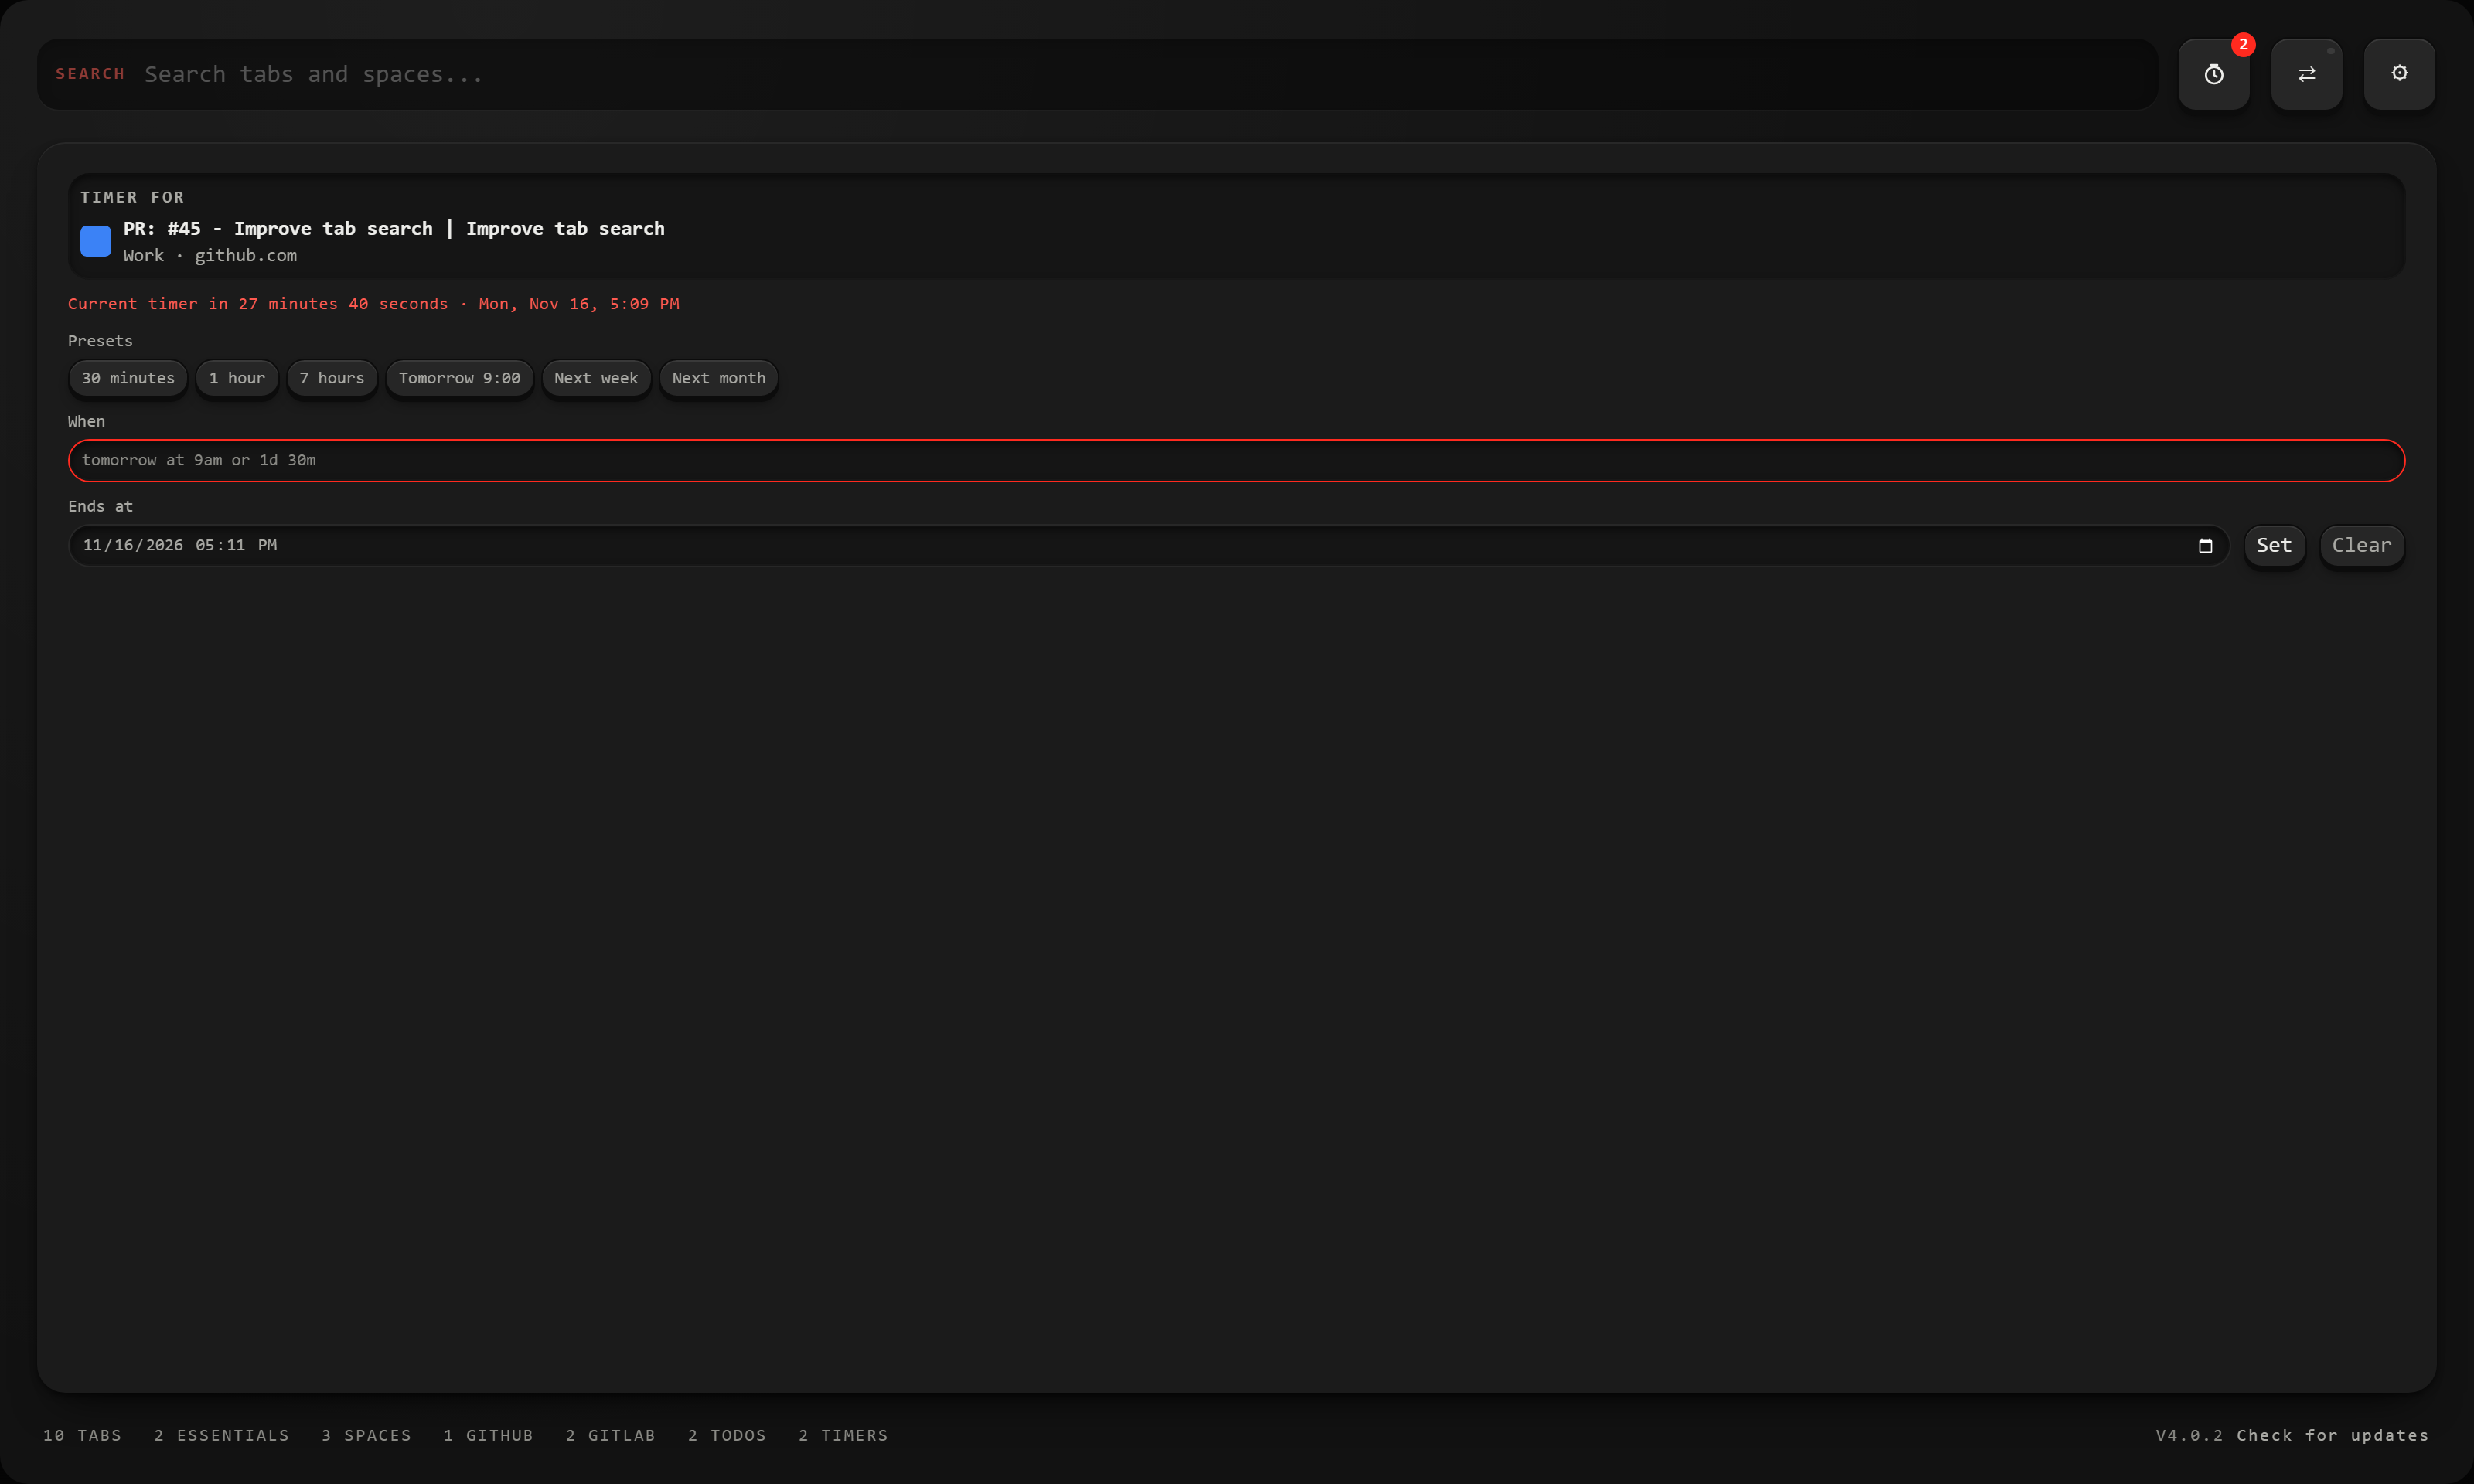 SEARCH Search tabs and spaces...
2
TIMER FOR
PR: #45 - Improve tab search | Improve tab search
Work · github.com
Current timer in 27 minutes 40 seconds · Mon, Nov 16, 5:09 PM
Presets
30 minutes 1 hour 7 hours Tomorrow 9:00 Next week Next month
When
tomorrow at 9am or 1d 30m
Ends at
11/16/2026 05:11 PM Set Clear
10 TABS 2 ESSENTIALS 3 SPACES 1 GITHUB 2 GITLAB 2 TODOS 2 TIMERS V4.0.2 Check for updates